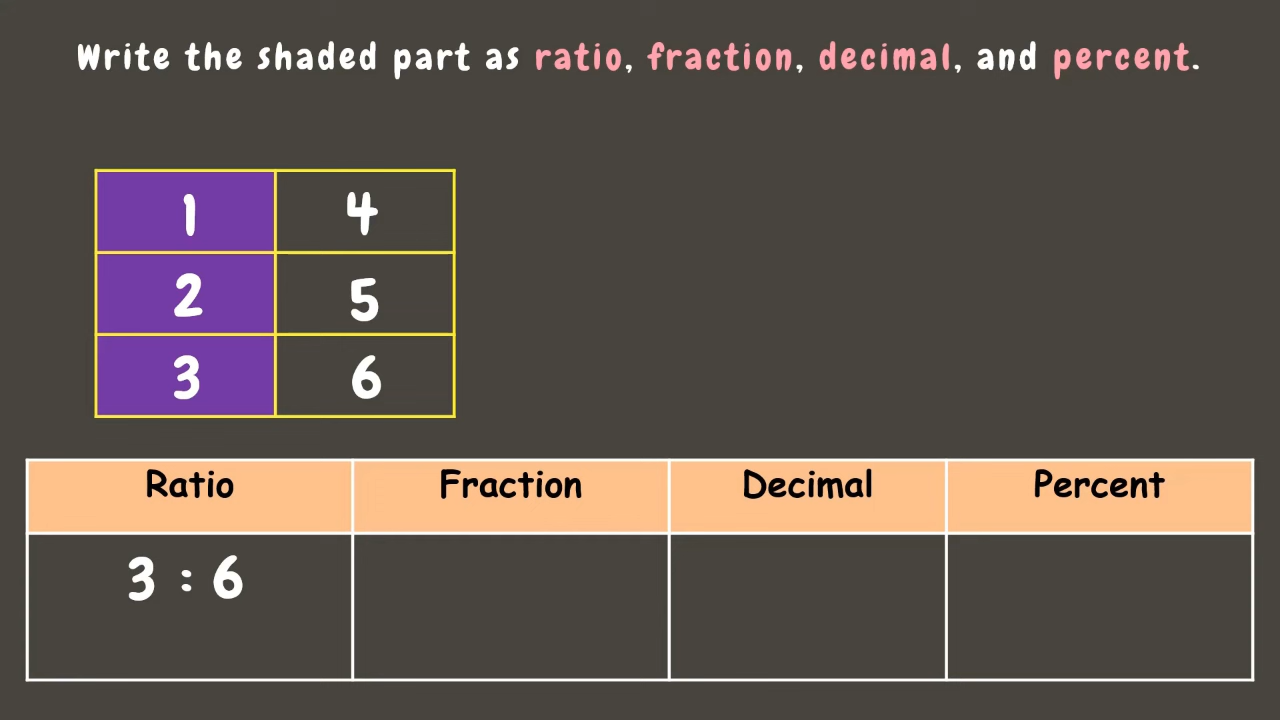 Write the shaded part as ratio, fraction, decimal, and percent.
1 4
2 5
3 6
Ratio Fraction Decimal Percent
3 : 6